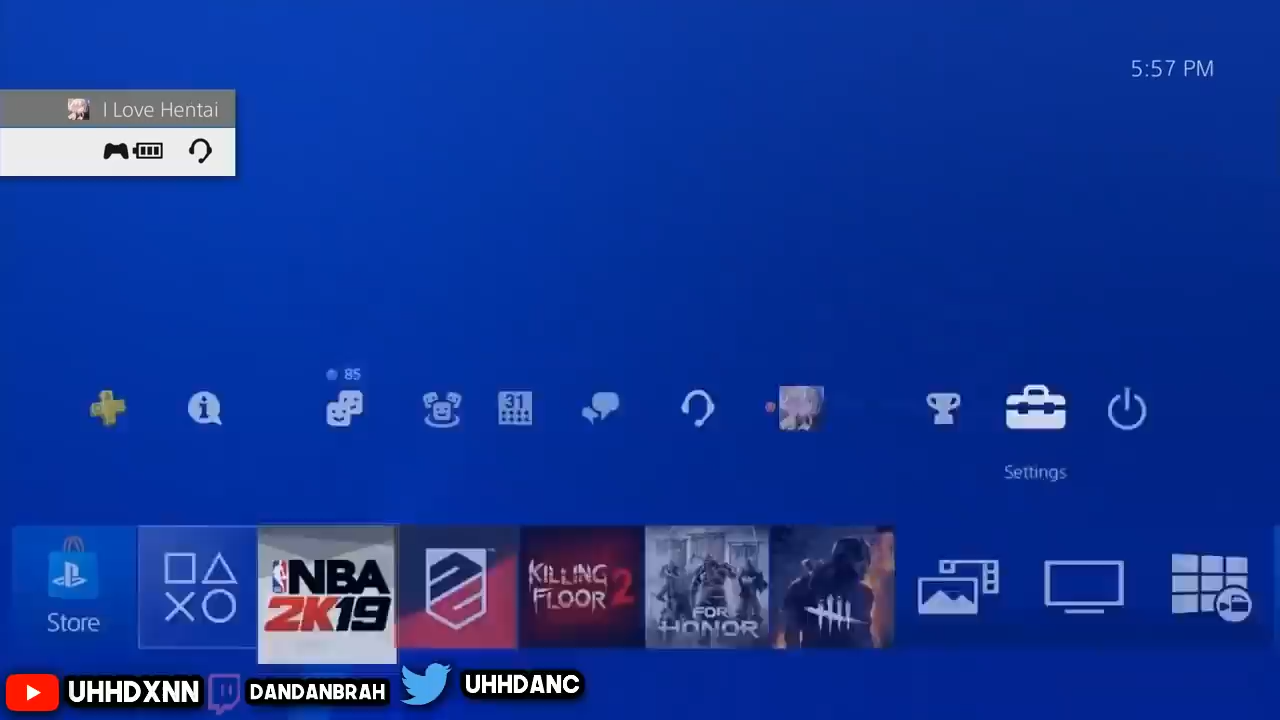 5:57 PM
I Love Hentai
85
31
Settings
Store
NBA
2K19
KILLING
FLOOR 2
FOR
HONOR
UHHDXNN
DANDANBRAH
UHHDANC